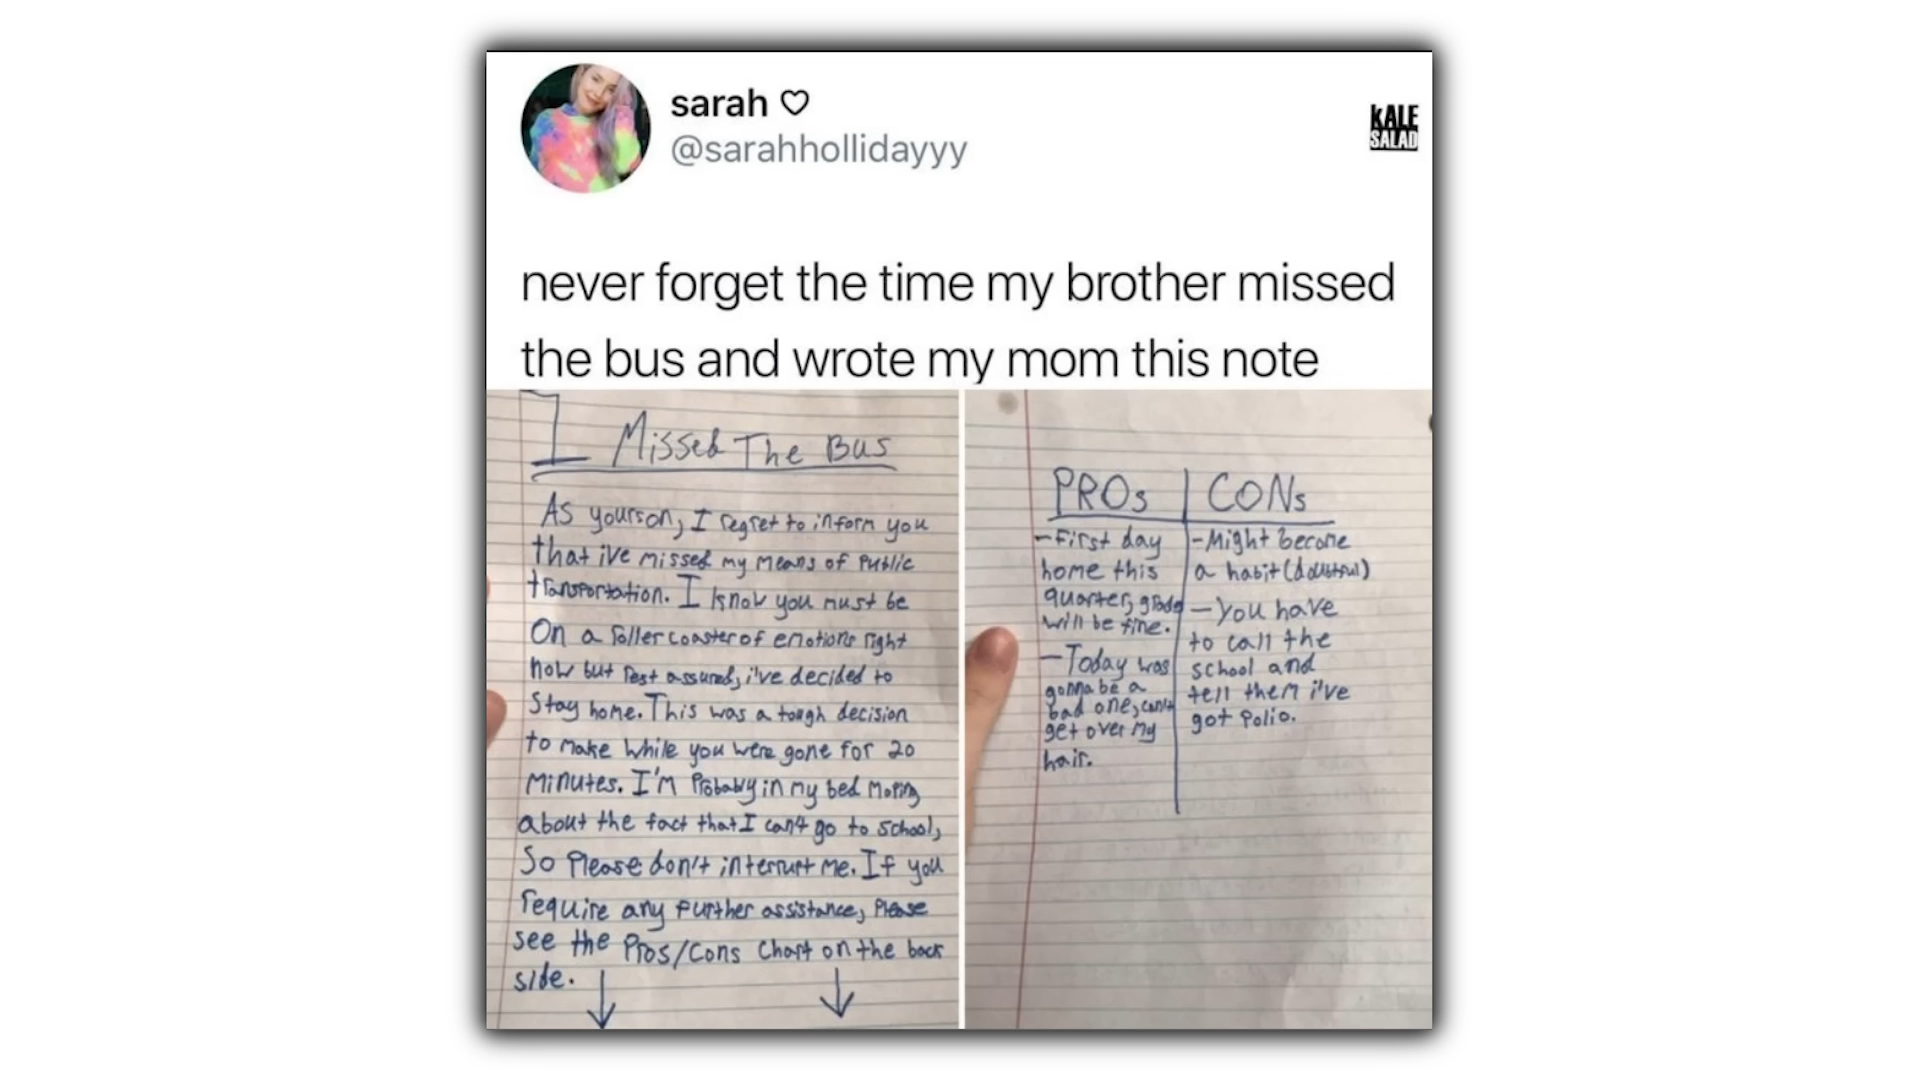 sarah ♡
@sarahhollidayyy
KALE
SALAD
never forget the time my brother missed
the bus and wrote my mom this note
I Missed The Bus
As your son, I regret to inform you
that ive missed my means of Public
transportation. I know you must be
On a roller coaster of emotions right
now but rest assured, i've decided to
Stay home. This was a tough decision
to make while you were gone for 20
Minutes. I'M Probably in my bed Moping
about the fact that I can't go to school,
So Please don't interrupt me. If you
require any further assistance, Please
see the Pros/Cons Chart on the back
side.
PROs
-First day
home this
quarter, grades
will be fine.
-Today was
gonna be a
bad one, can't
get over my
hair.
CONs
-Might become
a habit (doubtful)
-You have
to call the
school and
tell them i've
got Polio.